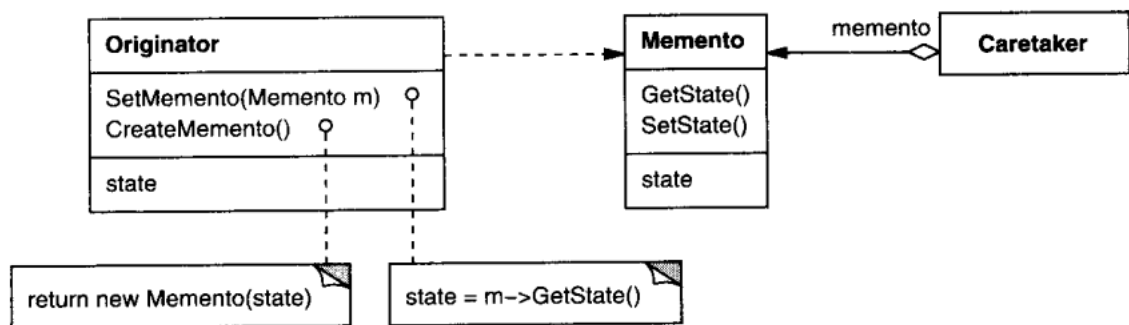 Originator
SetMemento(Memento m)
CreateMemento()
state
Memento
GetState()
SetState()
state
memento
Caretaker
return new Memento(state)
state = m->GetState()